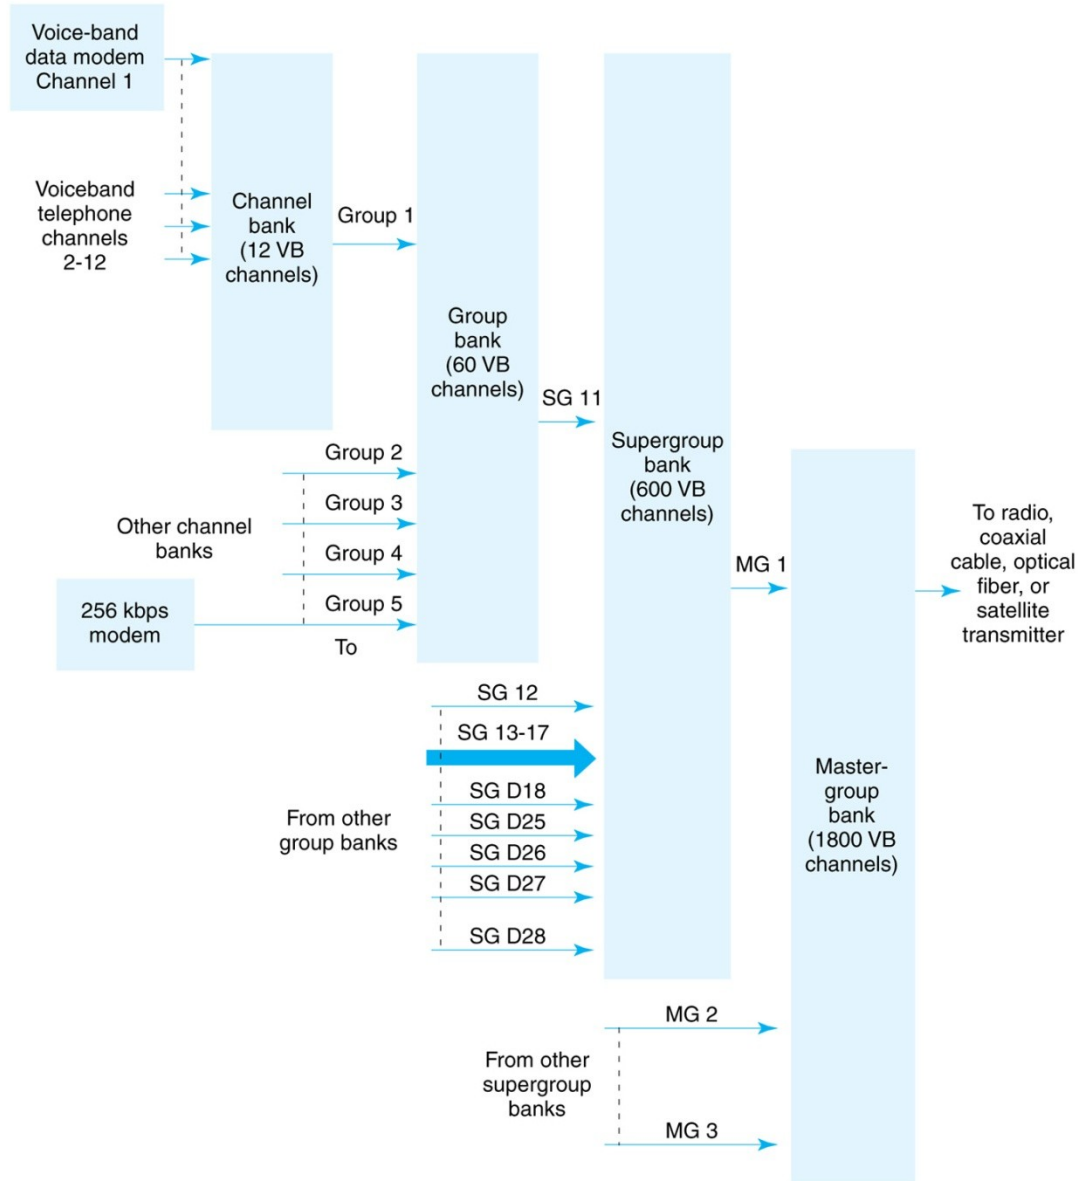 Voice-band
data modem
Channel 1
Voiceband
telephone
channels
2-12
Channel
bank
(12 VB
channels)
Group 1
Group
bank
(60 VB
channels)
SG 11
Group 2
Group 3
Group 4
Group 5
To
Other channel
banks
256 kbps
modem
Supergroup
bank
(600 VB
channels)
MG 1
To radio,
coaxial
cable, optical
fiber, or
satellite
transmitter
SG 12
SG 13-17
SG D18
SG D25
SG D26
SG D27
SG D28
From other
group banks
Master-
group
bank
(1800 VB
channels)
MG 2
From other
supergroup
banks
MG 3